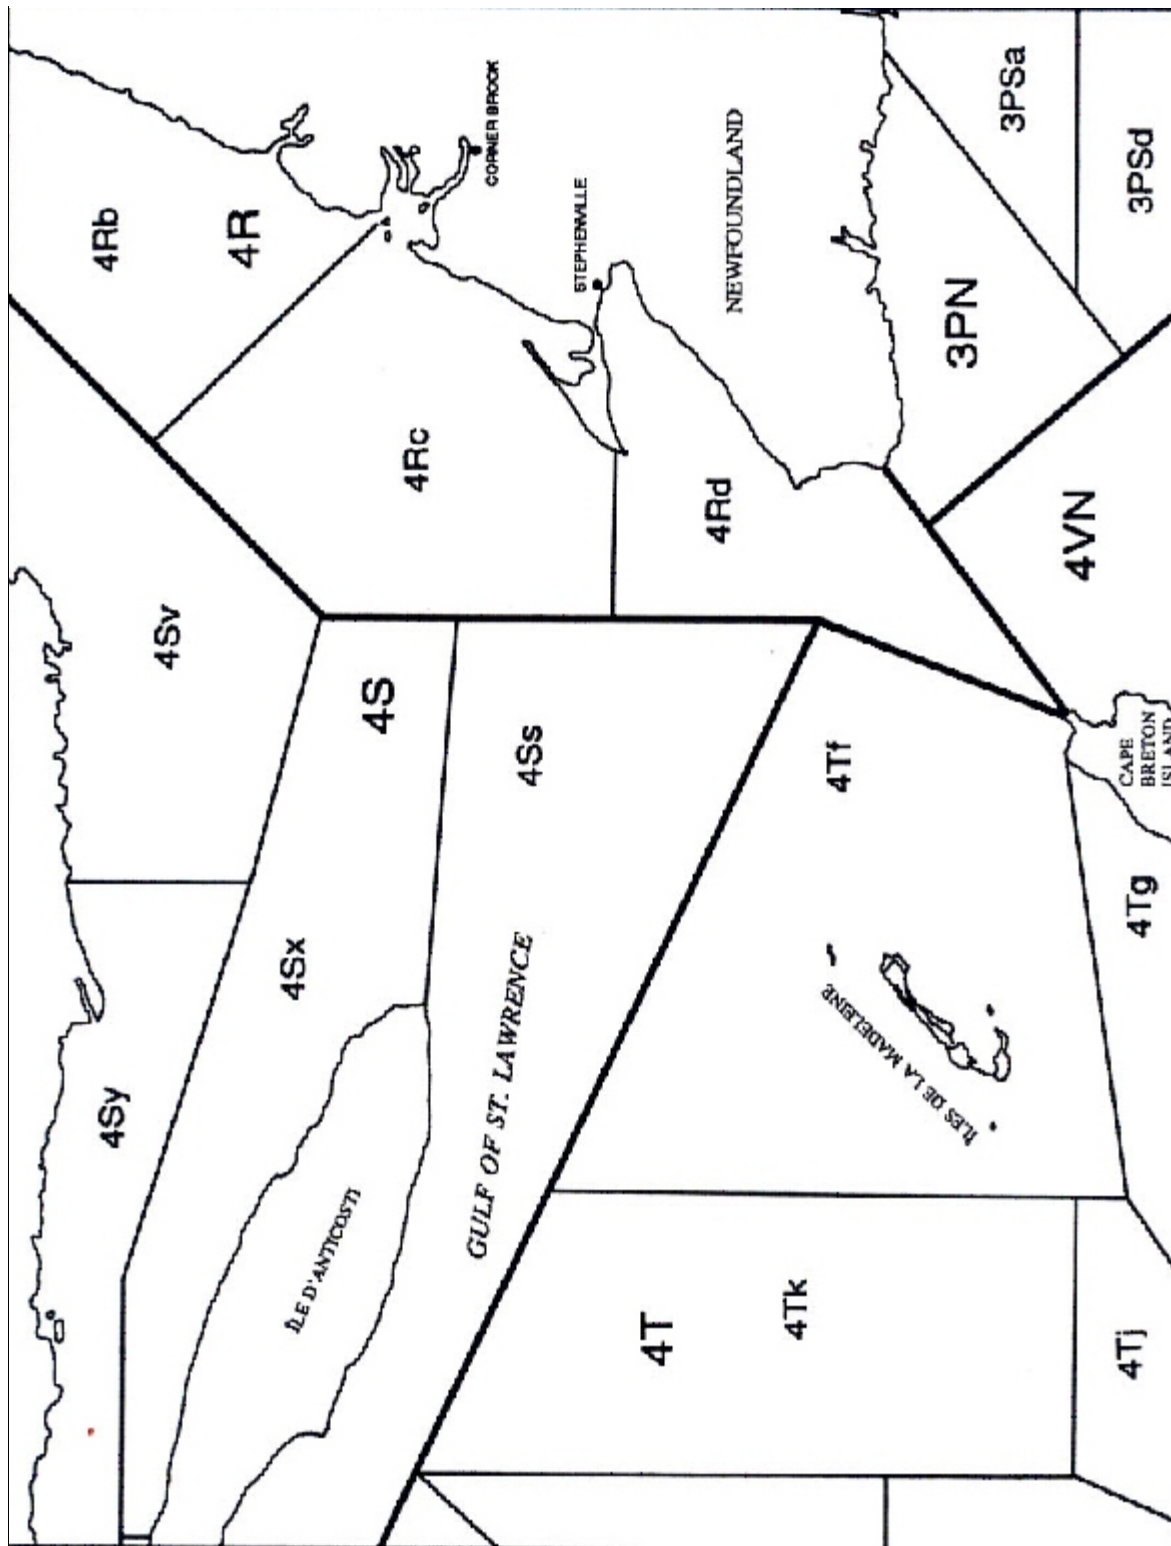 4Rb
4R
CORNER BROOK
STEPHENVILLE
NEWFOUNDLAND
3PSa
3PSd
3PN
4Rc
4Rd
4VN
4Sv
4S
4Ss
4Tf
CAPE
BRETON
ISLAND
4Tg
4Sx
GULF OF ST. LAWRENCE
ÎLES DE LA MADELEINE
4Sy
ÎLE D'ANTICOSTI
4T
4Tk
4Tj